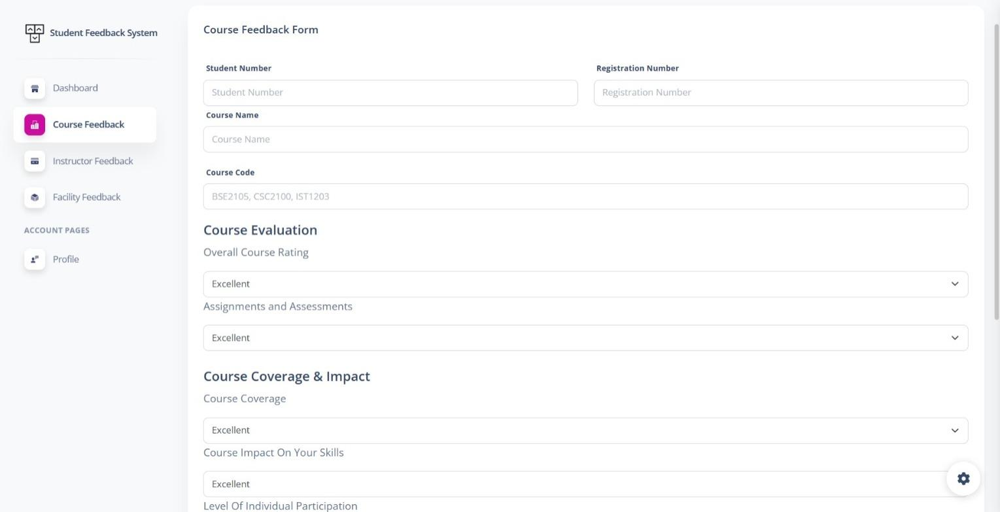 Student Feedback System
Dashboard
Course Feedback
Instructor Feedback
Facility Feedback
ACCOUNT PAGES
Profile
Course Feedback Form
Student Number
Registration Number
Student Number
Registration Number
Course Name
Course Name
Course Code
BSE2105, CSC2100, IST1203
Course Evaluation
Overall Course Rating
Excellent
Assignments and Assessments
Excellent
Course Coverage & Impact
Course Coverage
Excellent
Course Impact On Your Skills
Excellent
Level Of Individual Participation